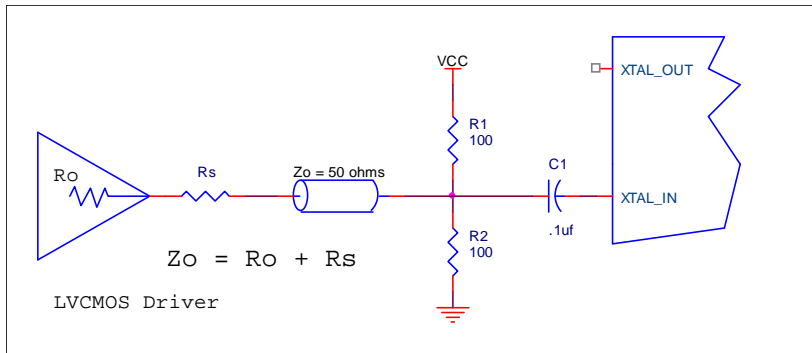 VCC
XTAL_OUT
R1
100
Ro
Rs
Zo = 50 ohms
C1
XTAL_IN
.1uf
R2
100
Zo = Ro + Rs
LVCMOS Driver